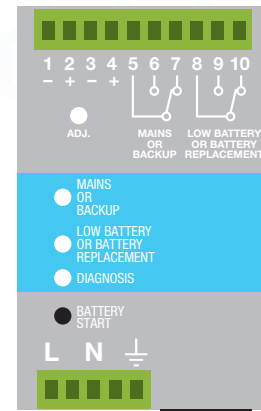 1 2 3 4 5 6 7 8 9 10
− + − +
ADJ.
MAINS
OR
BACKUP
LOW BATTERY
OR BATTERY
REPLACEMENT
MAINS
OR
BACKUP
LOW BATTERY
OR BATTERY
REPLACEMENT
DIAGNOSIS
BATTERY
START
L N